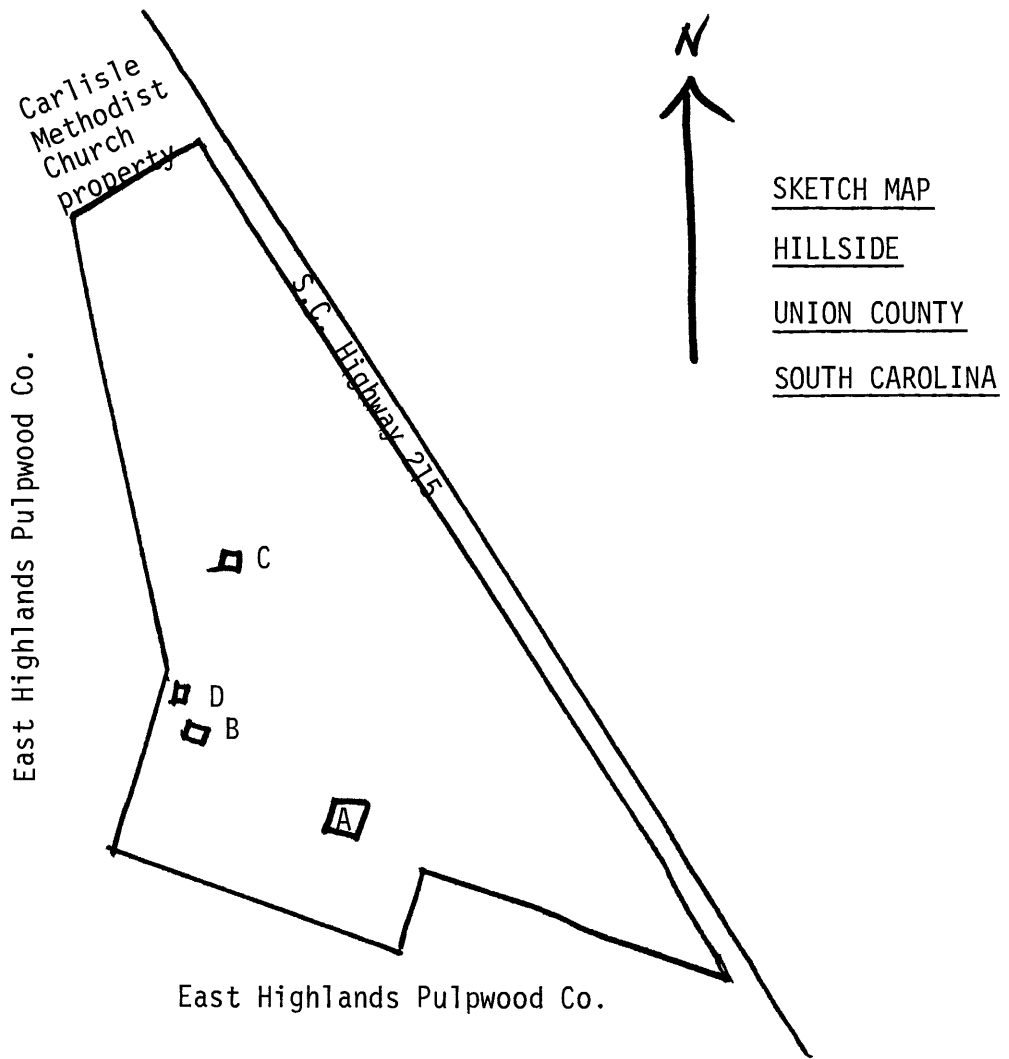 Carlisle
Methodist
Church
property
N
SKETCH MAP
HILLSIDE
UNION COUNTY
SOUTH CAROLINA
S.C. Highway 215
East Highlands Pulpwood Co.
C
D
B
A
East Highlands Pulpwood Co.